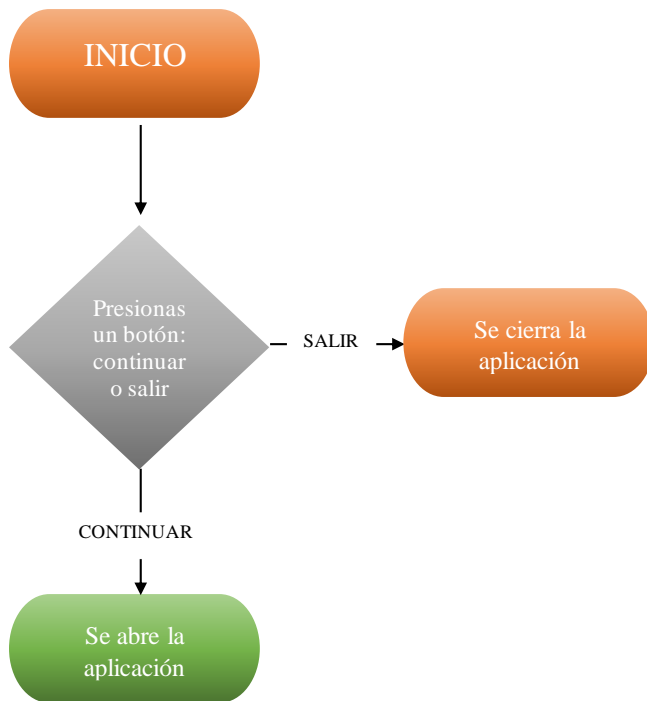 INICIO
Presionas
un botón:
continuar
o salir
SALIR
Se cierra la
aplicación
CONTINUAR
Se abre la
aplicación